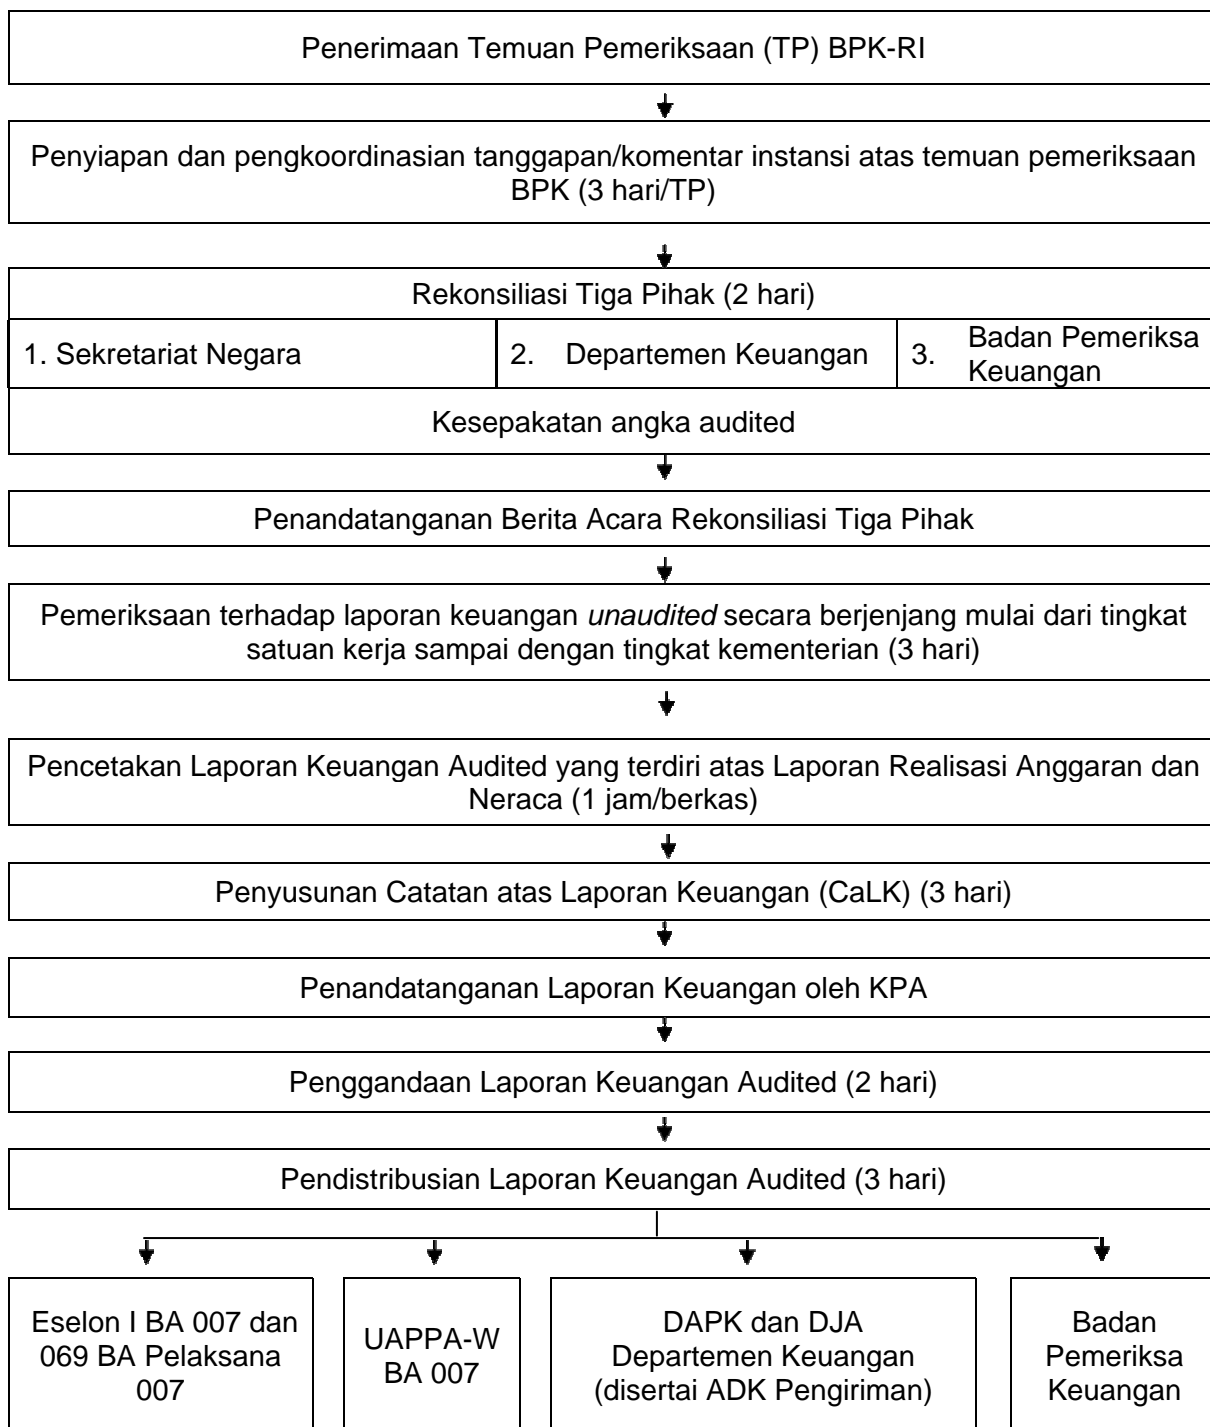 Penerimaan Temuan Pemeriksaan (TP) BPK-RI
Penyiapan dan pengkoordinasian tanggapan/komentar instansi atas temuan pemeriksaan
BPK (3 hari/TP)
Rekonsiliasi Tiga Pihak (2 hari)
1. Sekretariat Negara
2. Departemen Keuangan
3. Badan Pemeriksa
Keuangan
Kesepakatan angka audited
Penandatanganan Berita Acara Rekonsiliasi Tiga Pihak
Pemeriksaan terhadap laporan keuangan unaudited secara berjenjang mulai dari tingkat
satuan kerja sampai dengan tingkat kementerian (3 hari)
Pencetakan Laporan Keuangan Audited yang terdiri atas Laporan Realisasi Anggaran dan
Neraca (1 jam/berkas)
Penyusunan Catatan atas Laporan Keuangan (CaLK) (3 hari)
Penandatanganan Laporan Keuangan oleh KPA
Penggandaan Laporan Keuangan Audited (2 hari)
Pendistribusian Laporan Keuangan Audited (3 hari)
Eselon I BA 007 dan
069 BA Pelaksana
007
UAPPA-W
BA 007
DAPK dan DJA
Departemen Keuangan
(disertai ADK Pengiriman)
Badan
Pemeriksa
Keuangan